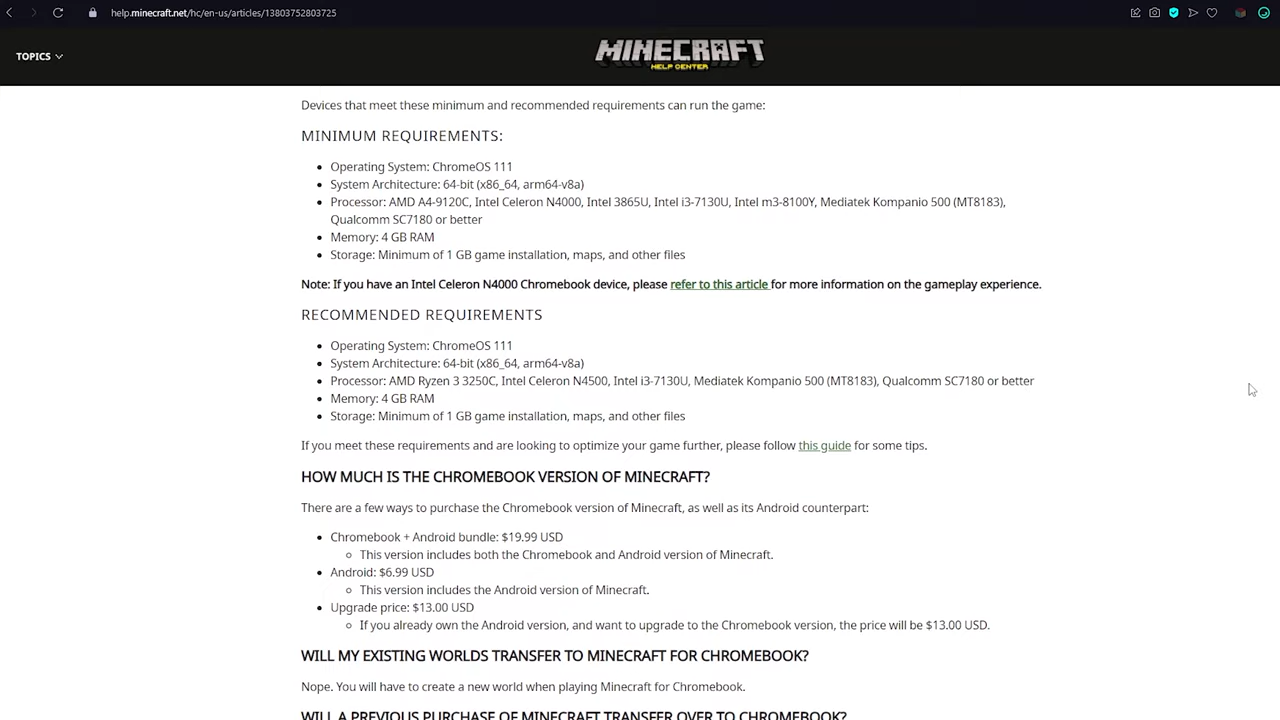 help.minecraft.net/hc/en-us/articles/13803752803725
TOPICS
MINECRAFT
HELP CENTER
Devices that meet these minimum and recommended requirements can run the game:
MINIMUM REQUIREMENTS:
Operating System: ChromeOS 111
System Architecture: 64-bit (x86_64, arm64-v8a)
Processor: AMD A4-9120C, Intel Celeron N4000, Intel 3865U, Intel i3-7130U, Intel m3-8100Y, Mediatek Kompanio 500 (MT8183),
Qualcomm SC7180 or better
Memory: 4 GB RAM
Storage: Minimum of 1 GB game installation, maps, and other files
Note: If you have an Intel Celeron N4000 Chromebook device, please refer to this article for more information on the gameplay experience.
RECOMMENDED REQUIREMENTS
Operating System: ChromeOS 111
System Architecture: 64-bit (x86_64, arm64-v8a)
Processor: AMD Ryzen 3 3250C, Intel Celeron N4500, Intel i3-7130U, Mediatek Kompanio 500 (MT8183), Qualcomm SC7180 or better
Memory: 4 GB RAM
Storage: Minimum of 1 GB game installation, maps, and other files
If you meet these requirements and are looking to optimize your game further, please follow this guide for some tips.
HOW MUCH IS THE CHROMEBOOK VERSION OF MINECRAFT?
There are a few ways to purchase the Chromebook version of Minecraft, as well as its Android counterpart:
Chromebook + Android bundle: $19.99 USD
This version includes both the Chromebook and Android version of Minecraft.
Android: $6.99 USD
This version includes the Android version of Minecraft.
Upgrade price: $13.00 USD
If you already own the Android version, and want to upgrade to the Chromebook version, the price will be $13.00 USD.
WILL MY EXISTING WORLDS TRANSFER TO MINECRAFT FOR CHROMEBOOK?
Nope. You will have to create a new world when playing Minecraft for Chromebook.
WILL A PREVIOUS PURCHASE OF MINECRAFT TRANSFER OVER TO CHROMEBOOK?